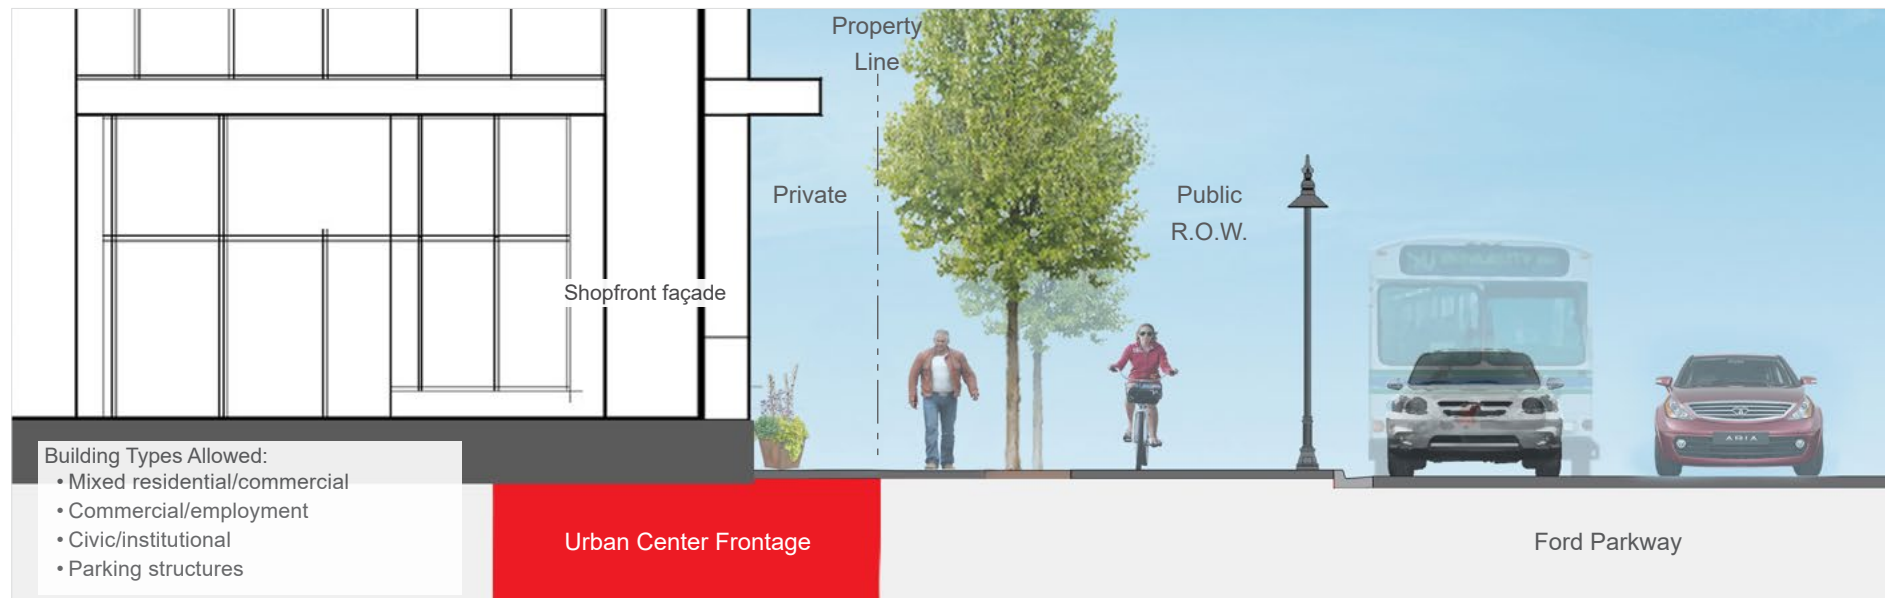 Property
Line
Private
Public
R.O.W.
Shopfront façade
Building Types Allowed:
• Mixed residential/commercial
• Commercial/employment
• Civic/institutional
• Parking structures
Urban Center Frontage
Ford Parkway